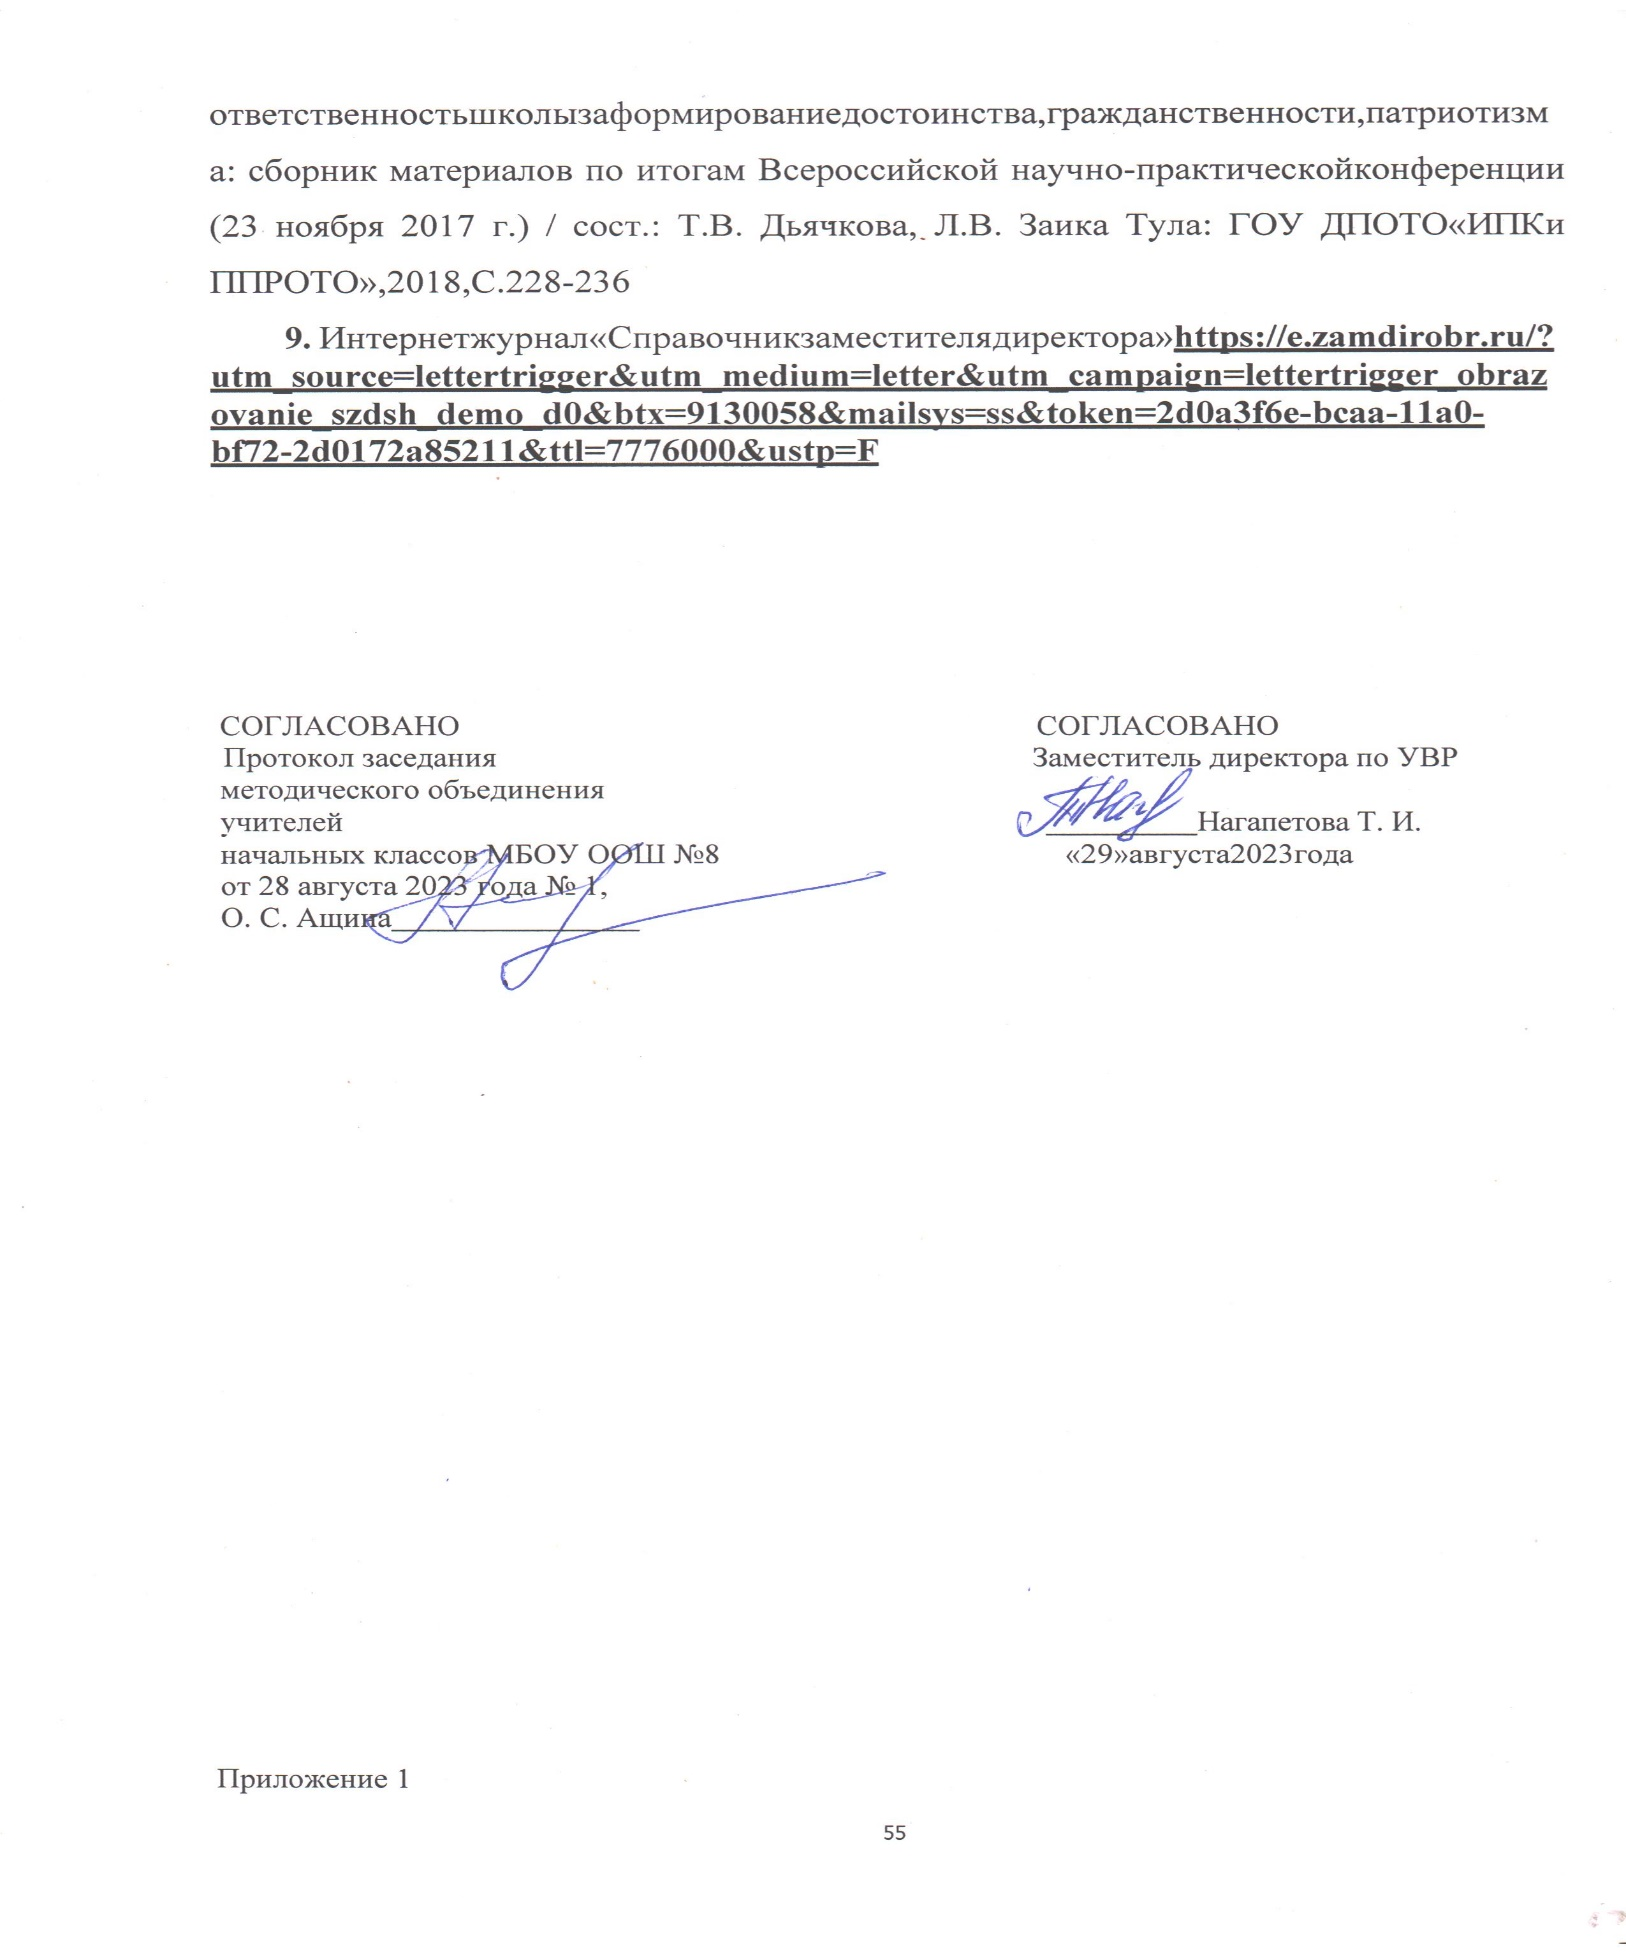 ответственностьшколызаформированиедостоинства,гражданственности,патриотизм
а: сборник материалов по итогам Всероссийской научно-практическойконференции
(23 ноября 2017 г.) / сост.: Т.В. Дьячкова, Л.В. Заика Тула: ГОУ ДПОТО«ИПКи
ППРОТО»,2018,С.228-236
9. Интернетжурнал«Справочникзаместителядиректора»https://e.zamdirobr.ru/?
utm_source=lettertrigger&utm_medium=letter&utm_campaign=lettertrigger_obraz
ovanie_szdsh_demo_d0&btx=9130058&mailsys=ss&token=2d0a3f6e-bcaa-11a0-
bf72-2d0172a85211&ttl=7776000&ustp=F
СОГЛАСОВАНО
Протокол заседания
методического объединения
учителей
начальных классов МБОУ ООШ №8
от 28 августа 2023 года № 1,
О. С. Ащина_________________
СОГЛАСОВАНО
Заместитель директора по УВР
__________Нагапетова Т. И.
«29»августа2023года
Приложение 1
55